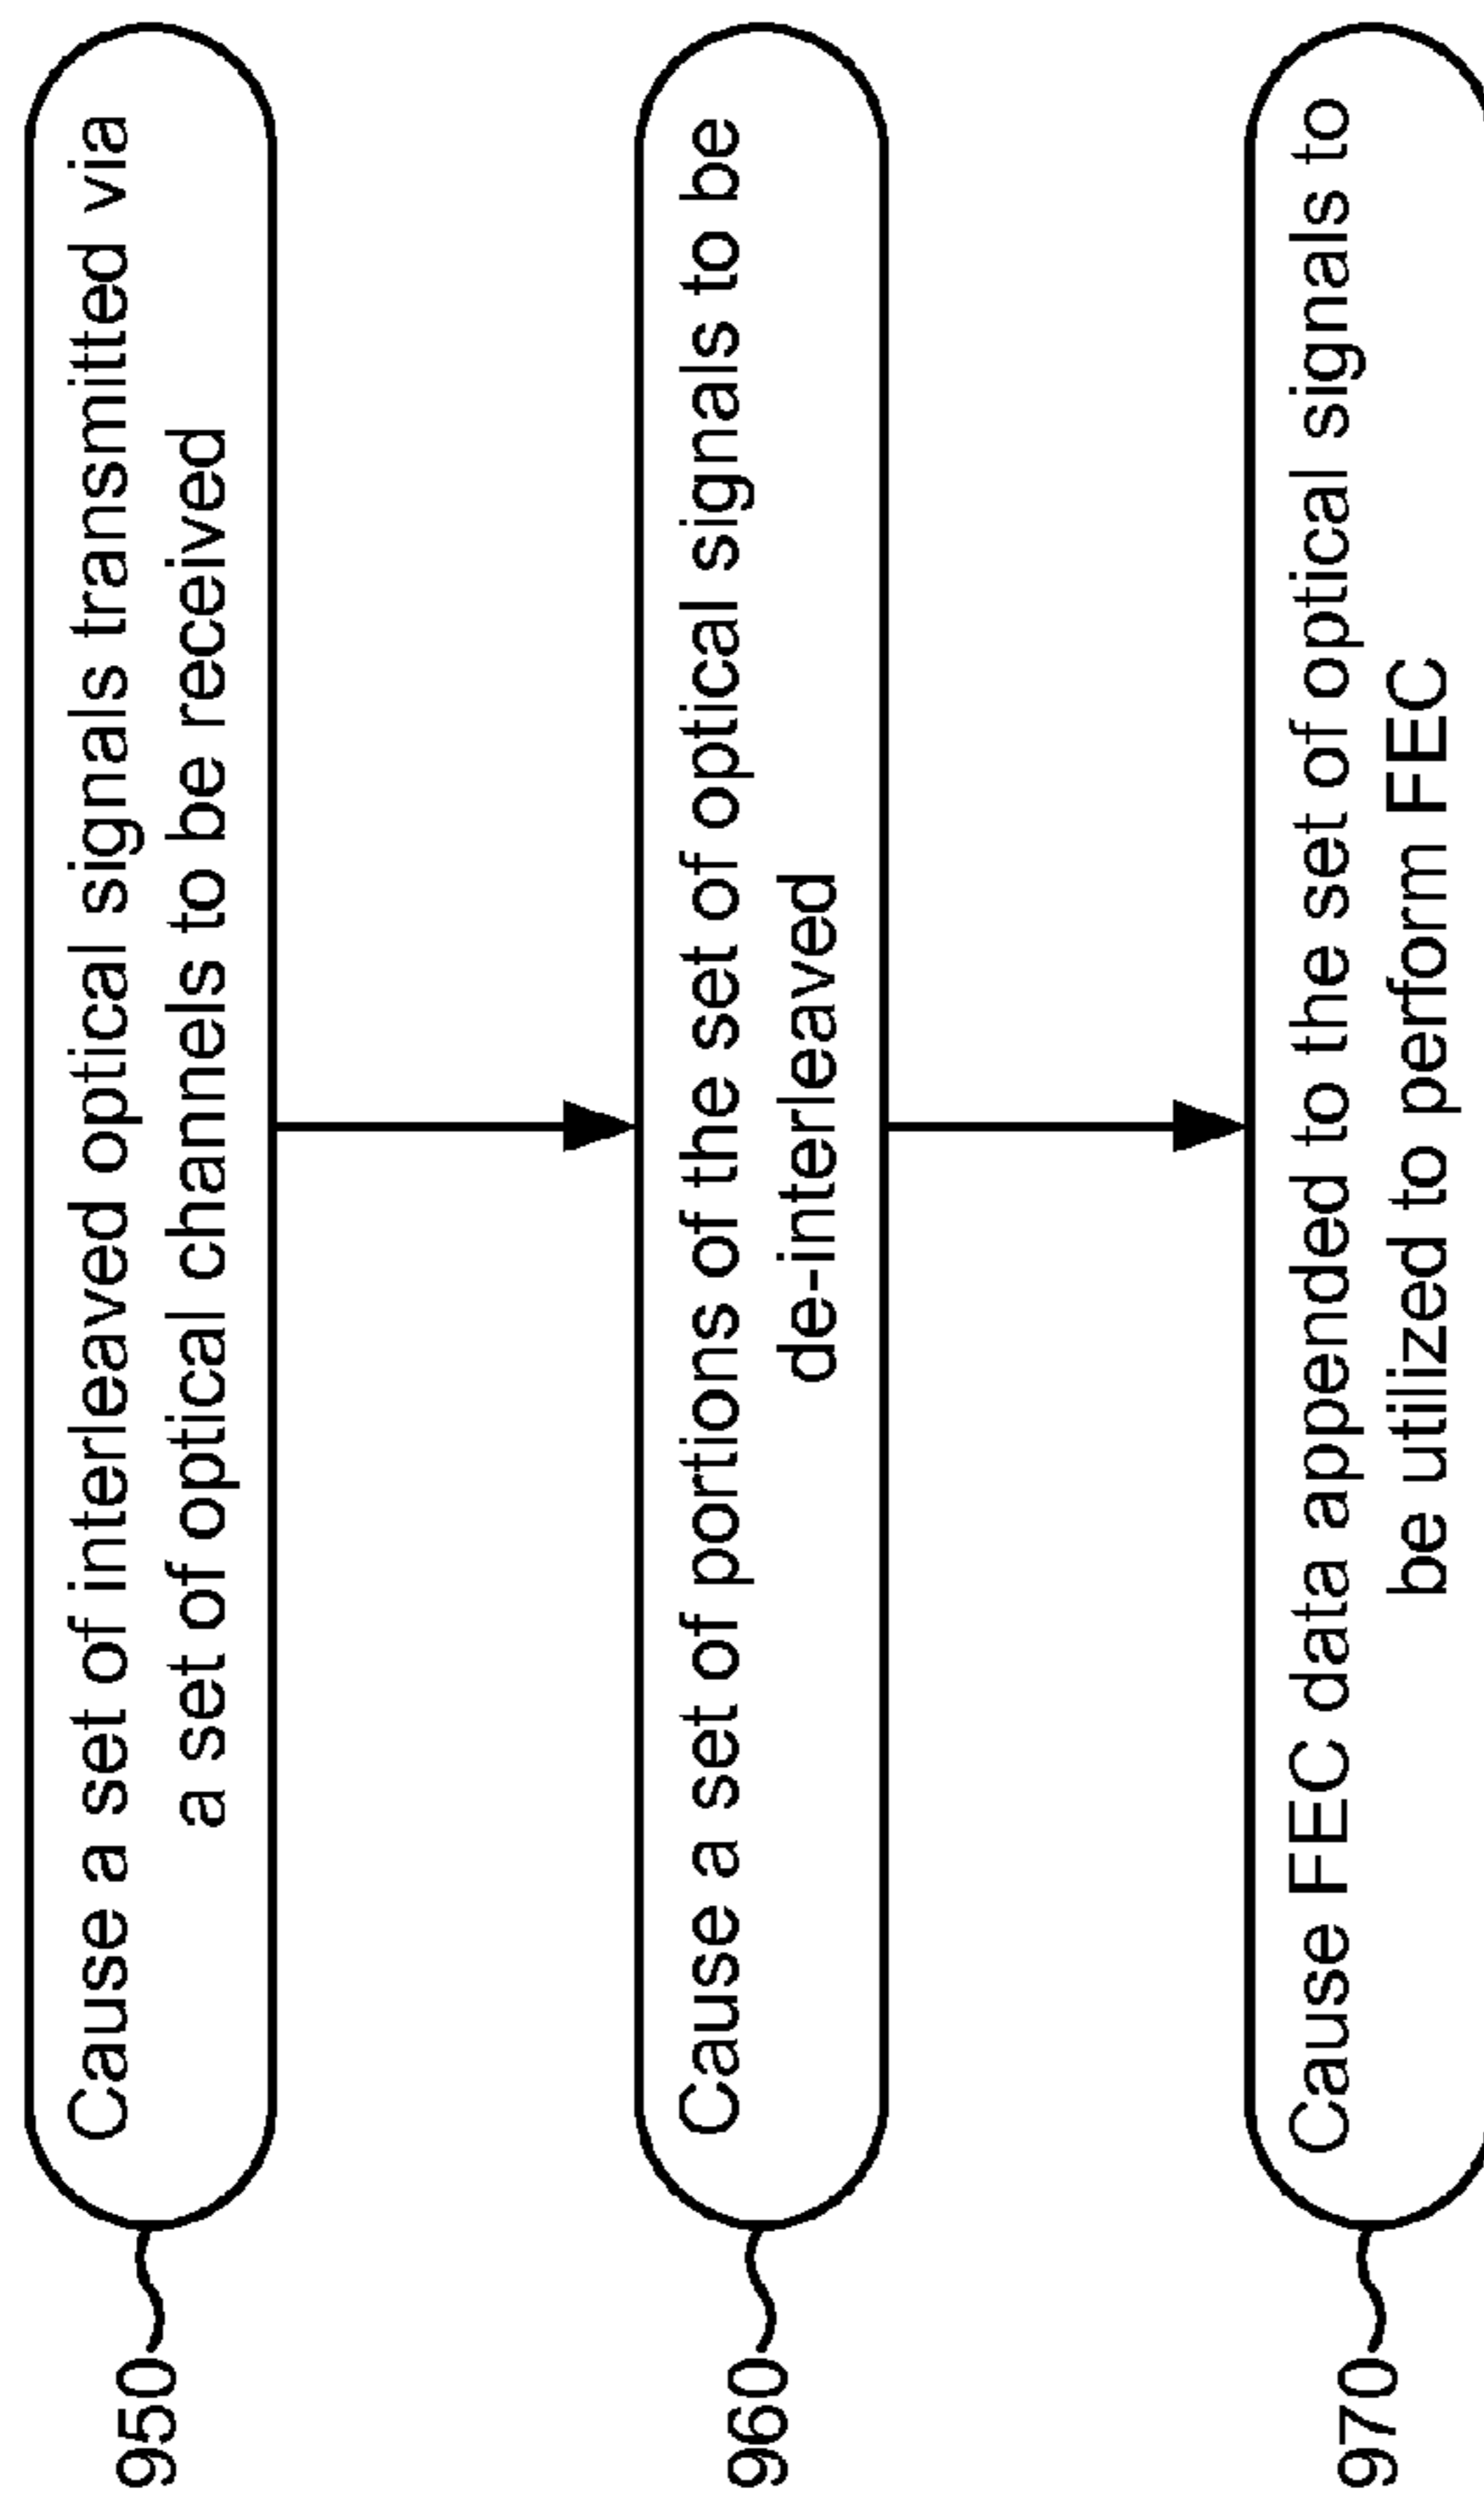 950
Cause a set of interleaved optical signals transmitted via
a set of optical channels to be received
960
Cause a set of portions of the set of optical signals to be
de-interleaved
970
Cause FEC data appended to the set of optical signals to
be utilized to perform FEC